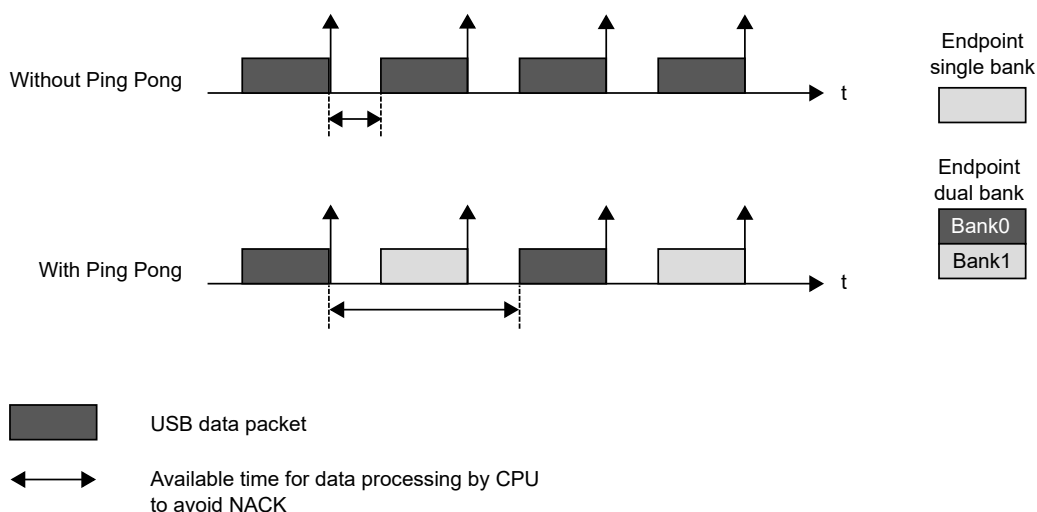 Without Ping Pong
t
Endpoint
single bank
Endpoint
dual bank
Bank0
Bank1
With Ping Pong
t
USB data packet
Available time for data processing by CPU
to avoid NACK